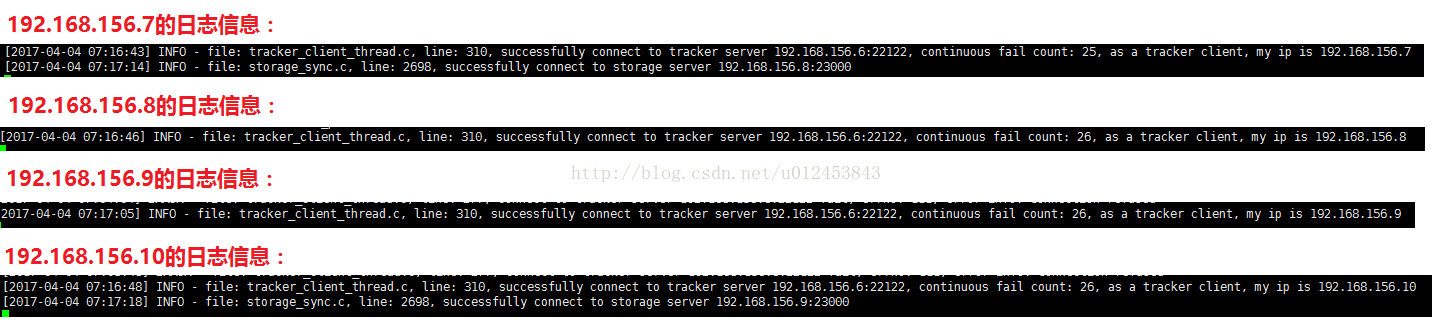 192.168.156.7的日志信息：
[2017-04-04 07:16:43] INFO - file: tracker_client_thread.c, line: 310, successfully connect to tracker server 192.168.156.6:22122, continuous fail count: 25, as a tracker client, my ip is 192.168.156.7
[2017-04-04 07:17:14] INFO - file: storage_sync.c, line: 2698, successfully connect to storage server 192.168.156.8:23000
192.168.156.8的日志信息：
[2017-04-04 07:16:46] INFO - file: tracker_client_thread.c, line: 310, successfully connect to tracker server 192.168.156.6:22122, continuous fail count: 26, as a tracker client, my ip is 192.168.156.8
http://blog.csdn.net/u012453843
192.168.156.9的日志信息：
2017-04-04 07:17:05] INFO - file: tracker_client_thread.c, line: 310, successfully connect to tracker server 192.168.156.6:22122, continuous fail count: 26, as a tracker client, my ip is 192.168.156.9
192.168.156.10的日志信息：
[2017-04-04 07:16:48] INFO - file: tracker_client_thread.c, line: 310, successfully connect to tracker server 192.168.156.6:22122, continuous fail count: 26, as a tracker client, my ip is 192.168.156.10
[2017-04-04 07:17:18] INFO - file: storage_sync.c, line: 2698, successfully connect to storage server 192.168.156.9:23000